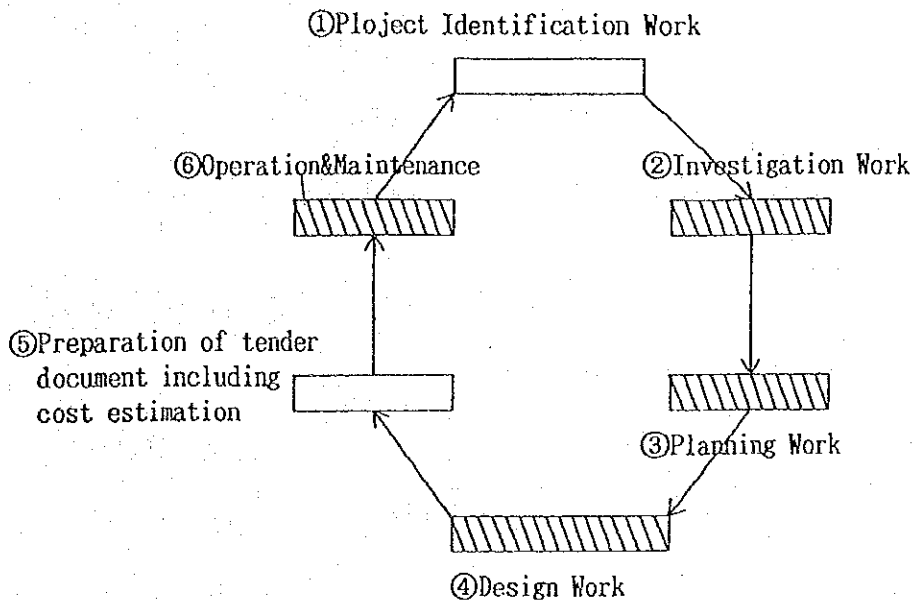 ①Ploject Identification Work
②Investigation Work
③Planning Work
④Design Work
⑤Preparation of tender
document including
cost estimation
⑥Operation&Maintenance